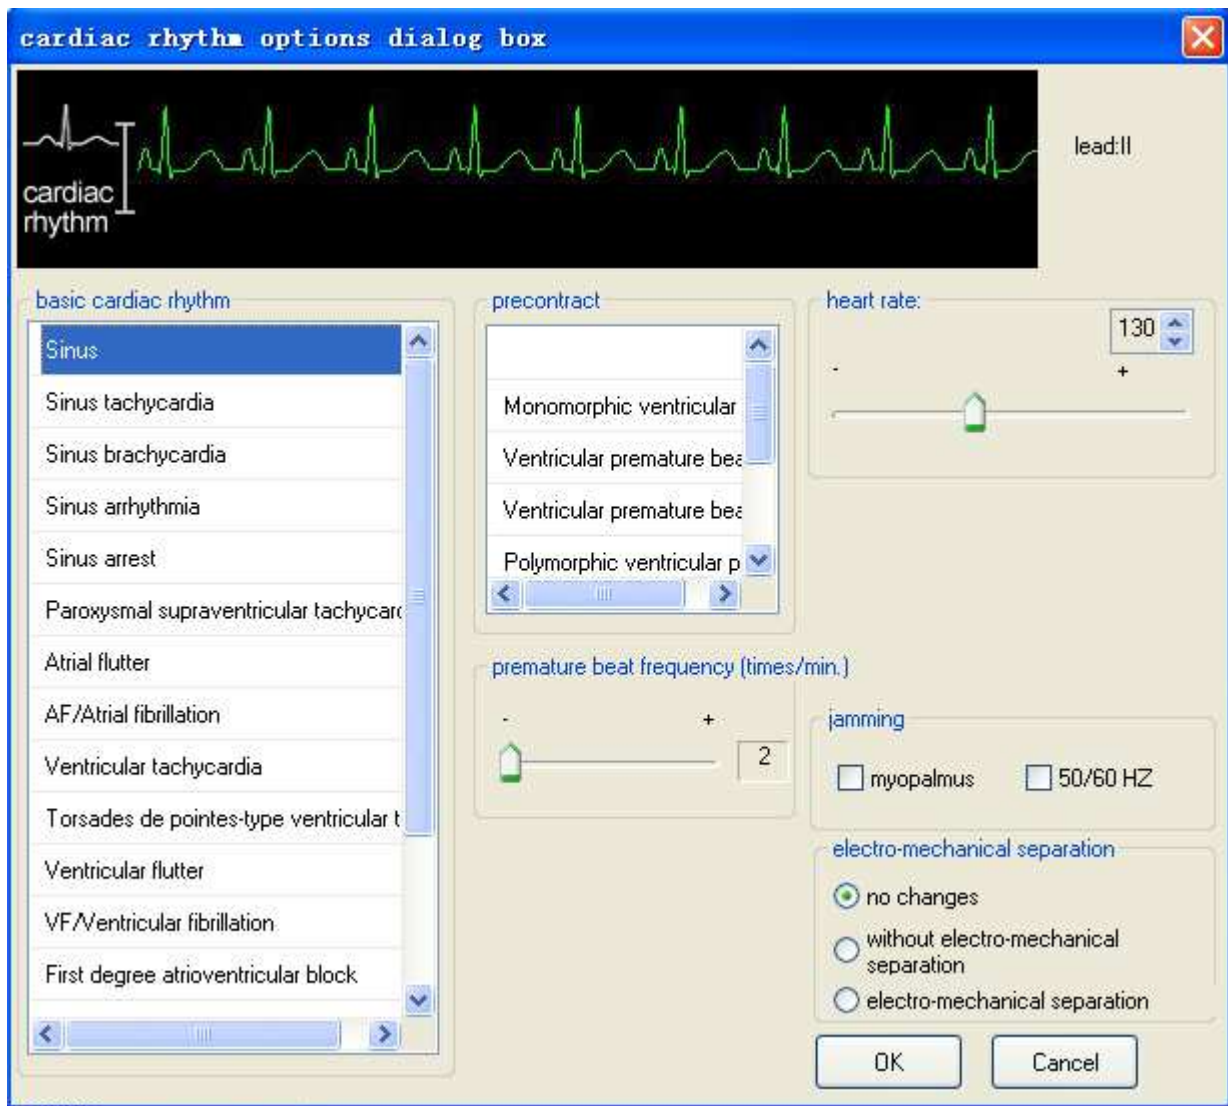 cardiac rhythm options dialog box
cardiac
rhythm
lead:II
basic cardiac rhythm
Sinus
Sinus tachycardia
Sinus brachycardia
Sinus arrhythmia
Sinus arrest
Paroxysmal supraventricular tachycard
Atrial flutter
AF/Atrial fibrillation
Ventricular tachycardia
Torsades de pointes-type ventricular t
Ventricular flutter
VF/Ventricular fibrillation
First degree atrioventricular block
precontract
Monomorphic ventricular
Ventricular premature bea
Ventricular premature bea
Polymorphic ventricular p
heart rate:
130
- +
premature beat frequency (times/min.)
- +
2
jamming
myopalmus 50/60 HZ
electro-mechanical separation
no changes
without electro-mechanical
separation
electro-mechanical separation
OK Cancel